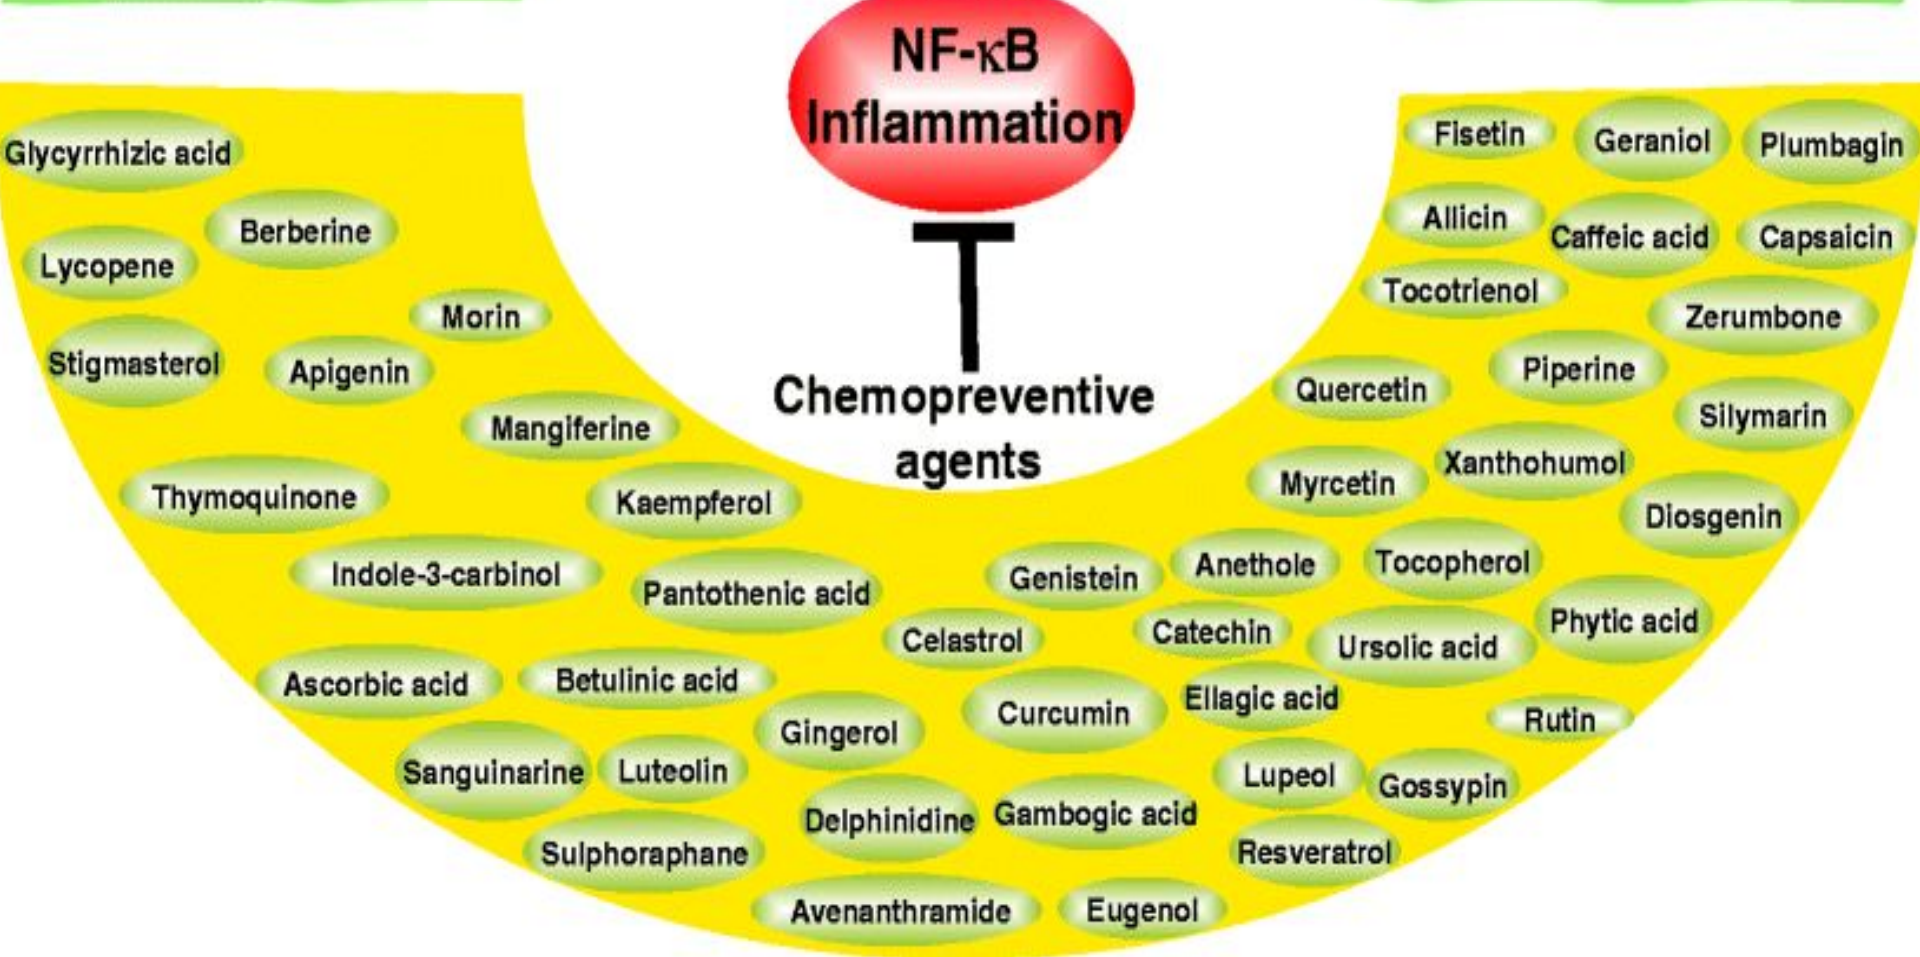 NF-κB
Inflammation
Chemopreventive
agents
Glycyrrhizic acid
Berberine
Lycopene
Morin
Stigmasterol
Apigenin
Mangiferine
Thymoquinone
Kaempferol
Indole-3-carbinol
Pantothenic acid
Ascorbic acid
Betulinic acid
Sanguinarine
Luteolin
Gingerol
Sulphoraphane
Delphinidine
Avenanthramide
Eugenol
Gambogic acid
Celastrol
Curcumin
Genistein
Anethole
Tocopherol
Catechin
Ursolic acid
Phytic acid
Ellagic acid
Rutin
Lupeol
Gossypin
Resveratrol
Fisetin
Geraniol
Plumbagin
Allicin
Caffeic acid
Capsaicin
Tocotrienol
Zerumbone
Quercetin
Piperine
Silymarin
Myrcetin
Xanthohumol
Diosgenin